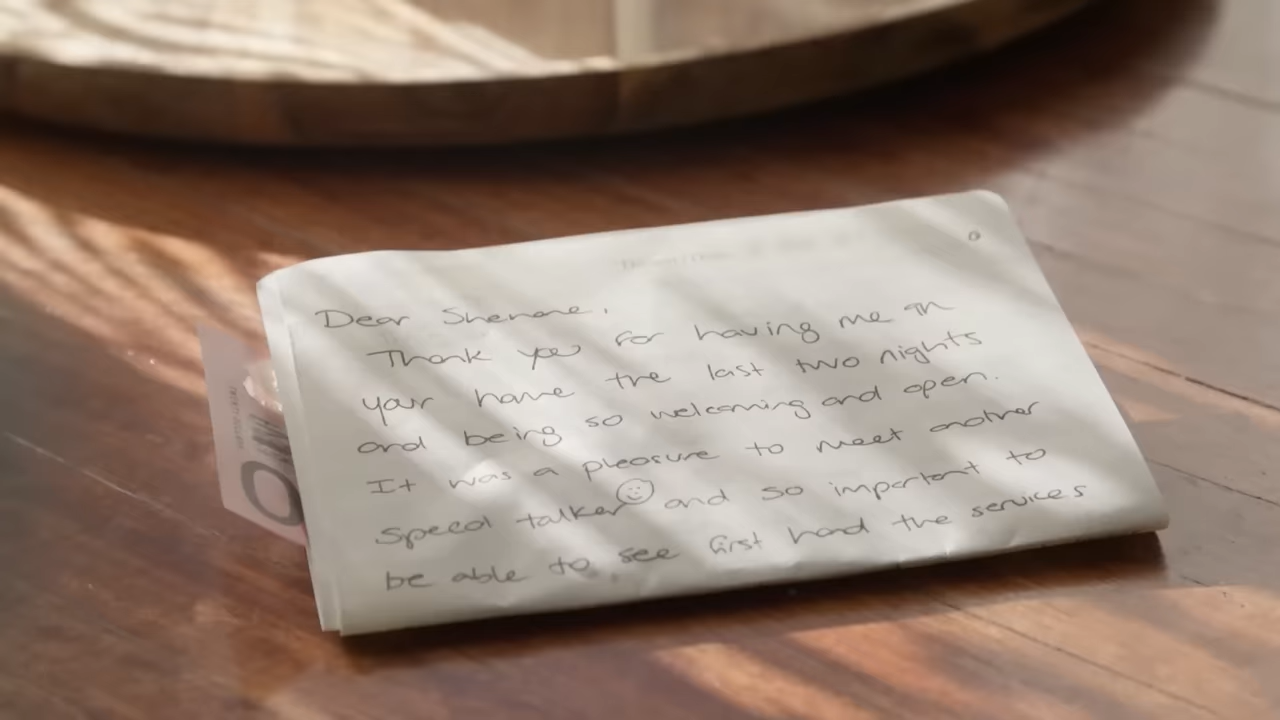 Dear Sherene,
Thank you for having me in
your home the last two nights
and being so welcoming and open.
It was a pleasure to meet another
speed talker and so important to
be able to see first hand the services